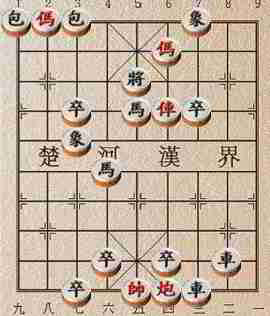 1 2 3 4 5 6 7 8 9
包 傌 包 象
傌
將
卒 馬 俥 卒
象
楚 河 漢 界
馬
卒 卒 車
卒 帥 炮 車
九 八 七 六 五 四 三 二 一